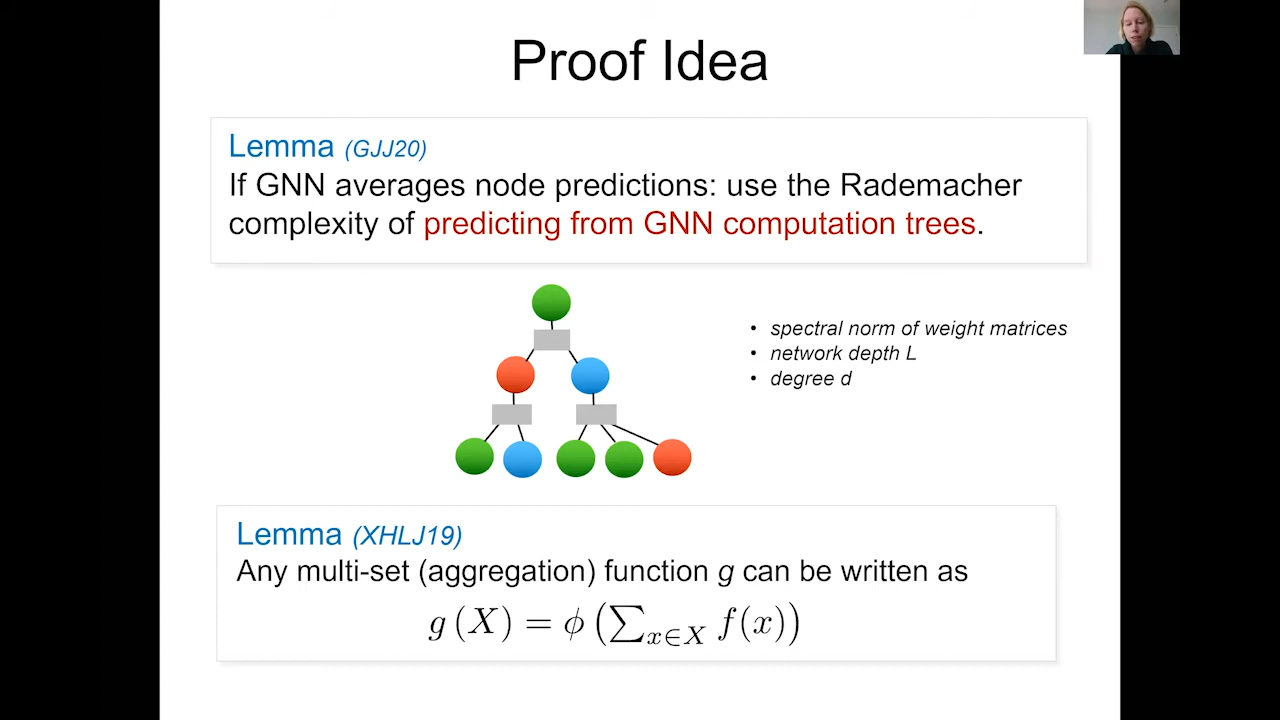 Proof Idea
Lemma (GJJ20)
If GNN averages node predictions: use the Rademacher
complexity of predicting from GNN computation trees.
• spectral norm of weight matrices
• network depth L
• degree d
Lemma (XHLJ19)
Any multi-set (aggregation) function g can be written as
g (X) = ϕ (∑x∈X f(x))